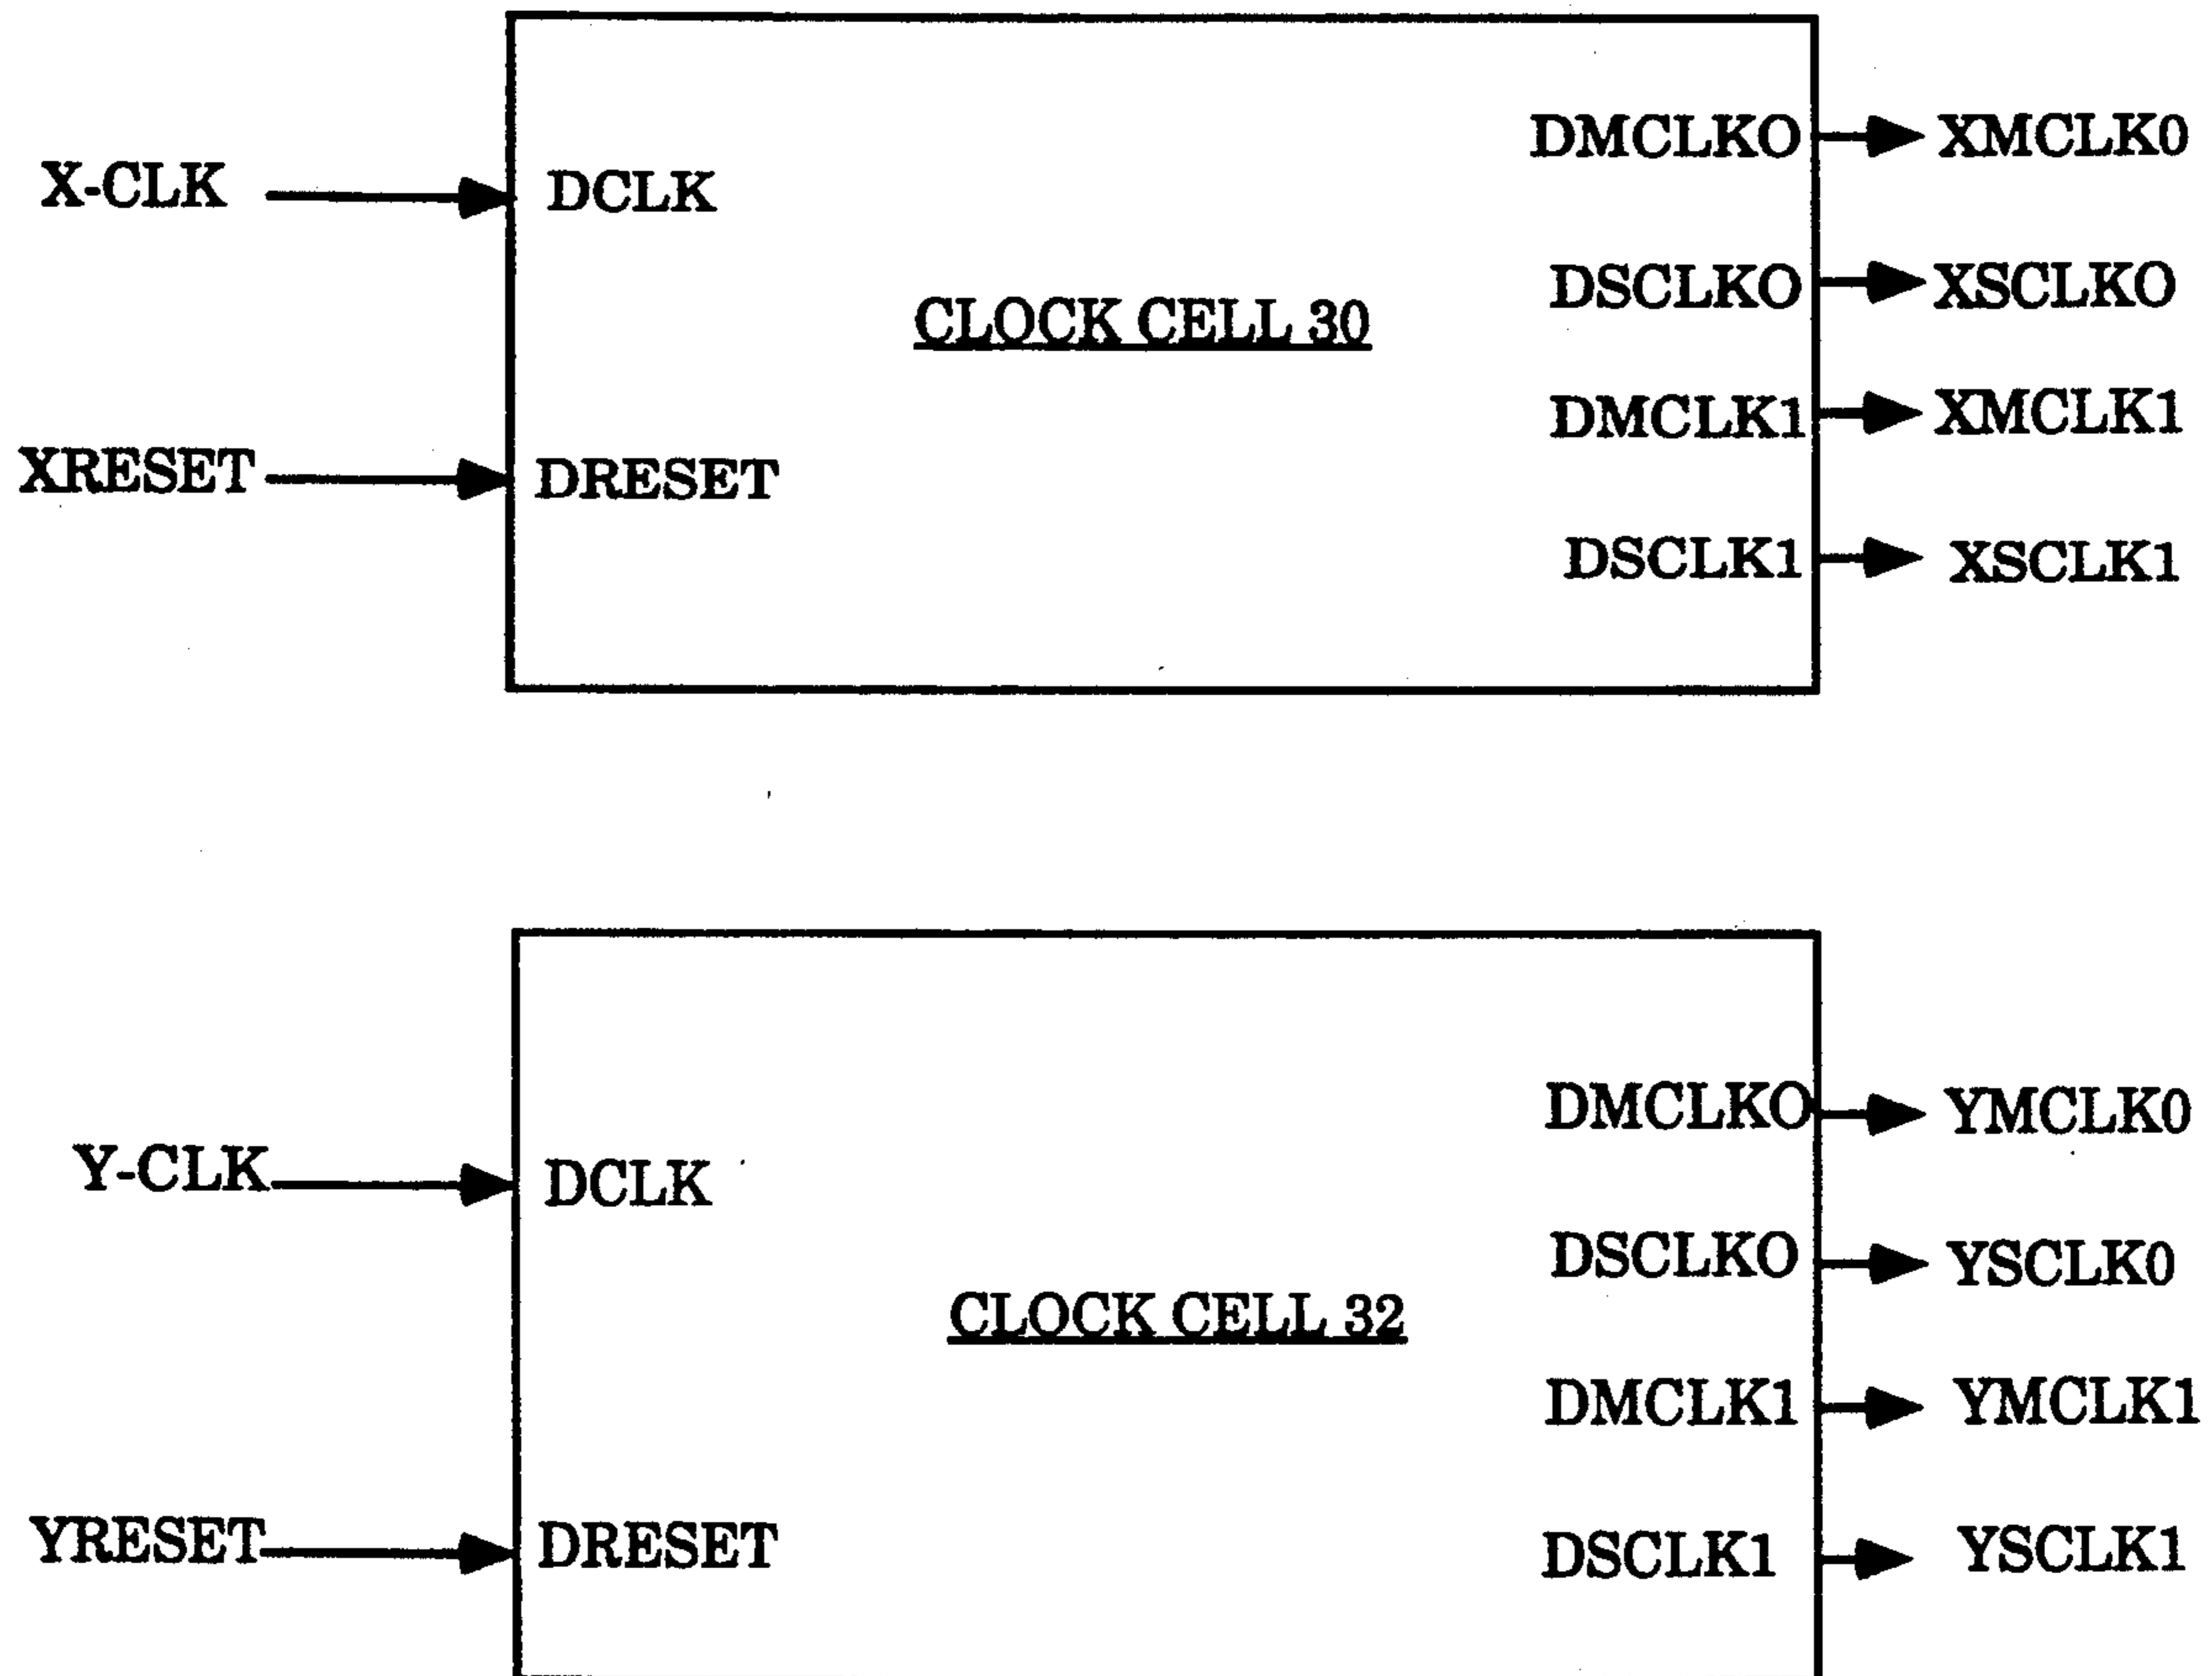 DMCLKO XMCLK0
X-CLK DCLK
DSCLKO XSCLKO
CLOCK CELL 30
DMCLK1 XMCLK1
XRESET DRESET
DSCLK1 XSCLK1
DMCLKO YMCLK0
Y-CLK DCLK
DSCLKO YSCLK0
CLOCK CELL 32
DMCLK1 YMCLK1
YRESET DRESET
DSCLK1 YSCLK1